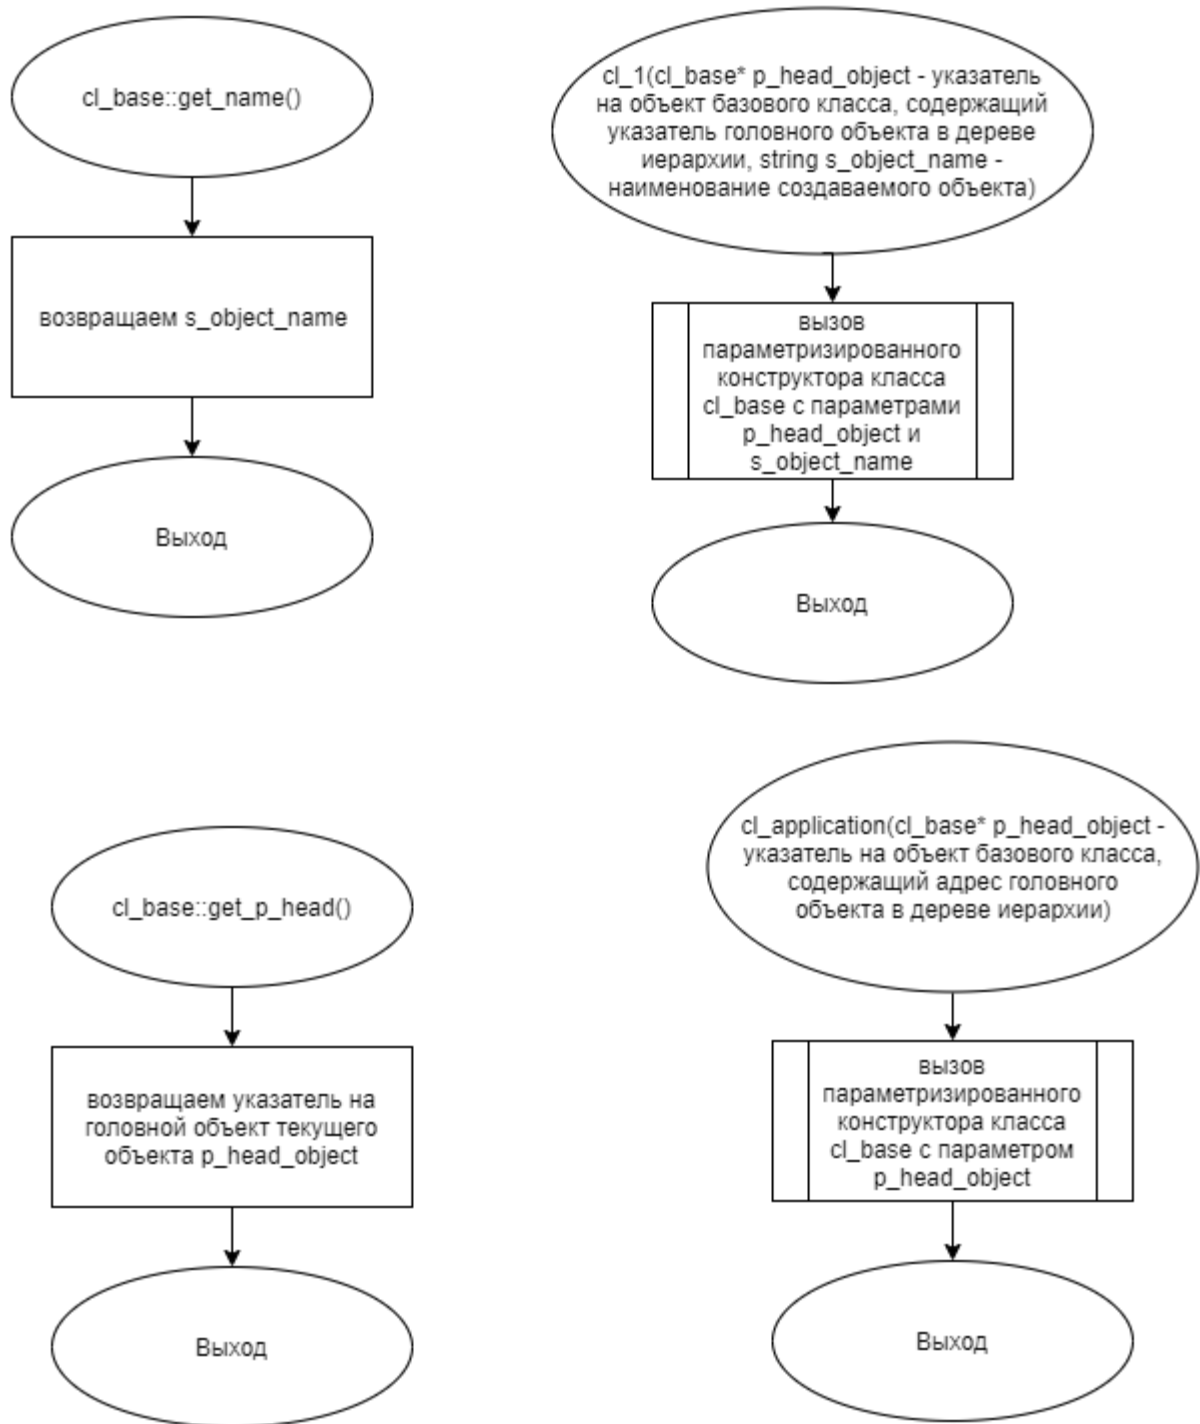 cl_base::get_name()
возвращаем s_object_name
Выход
cl_1(cl_base* p_head_object - указатель
на объект базового класса, содержащий
указатель головного объекта в дереве
иерархии, string s_object_name -
наименование создаваемого объекта)
вызов
параметризированного
конструктора класса
cl_base с параметрами
p_head_object и
s_object_name
Выход
cl_base::get_p_head()
возвращаем указатель на
головной объект текущего
объекта p_head_object
Выход
cl_application(cl_base* p_head_object -
указатель на объект базового класса,
содержащий адрес головного
объекта в дереве иерархии)
вызов
параметризированного
конструктора класса
cl_base с параметром
p_head_object
Выход